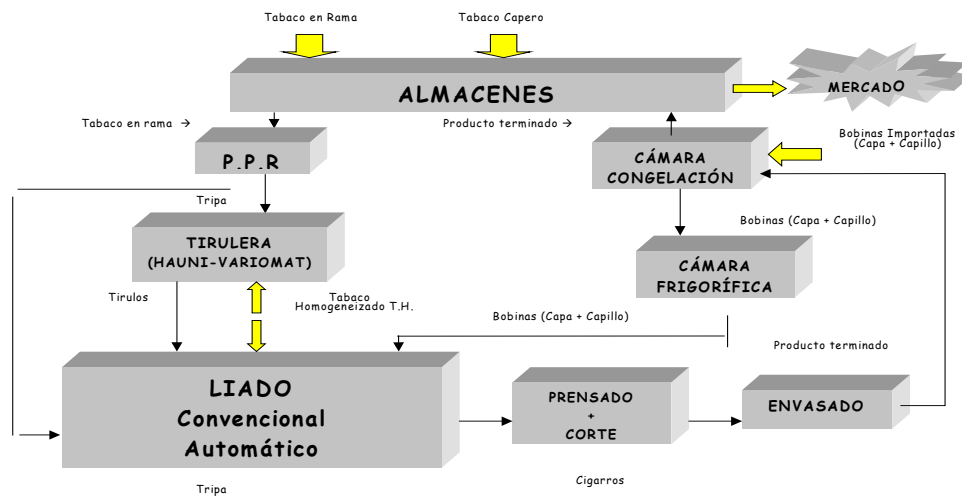 Tabaco en Rama
Tabaco Capero
ALMACENES
MERCADO
Tabaco en rama →
Producto terminado →
Bobinas Importadas
(Capa + Capillo)
P.P.R
CÁMARA
CONGELACIÓN
Tripa
Bobinas (Capa + Capillo)
TIRULERA
(HAUNI-VARIOMAT)
CÁMARA
FRIGORÍFICA
Tirulos
Tabaco
Homogeneizado T.H.
Bobinas (Capa + Capillo)
Producto terminado
LIADO
Convencional
Automático
PRENSADO
+
CORTE
ENVASADO
Tripa
Cigarros